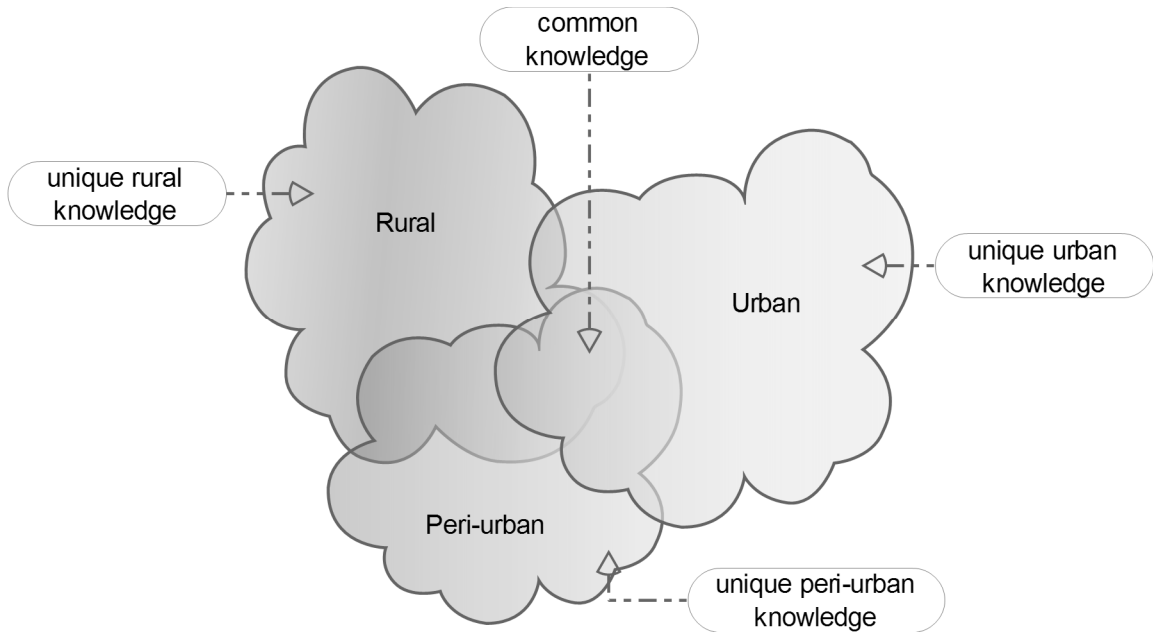 common
knowledge
unique rural
knowledge
Rural
unique urban
knowledge
Urban
Peri-urban
unique peri-urban
knowledge